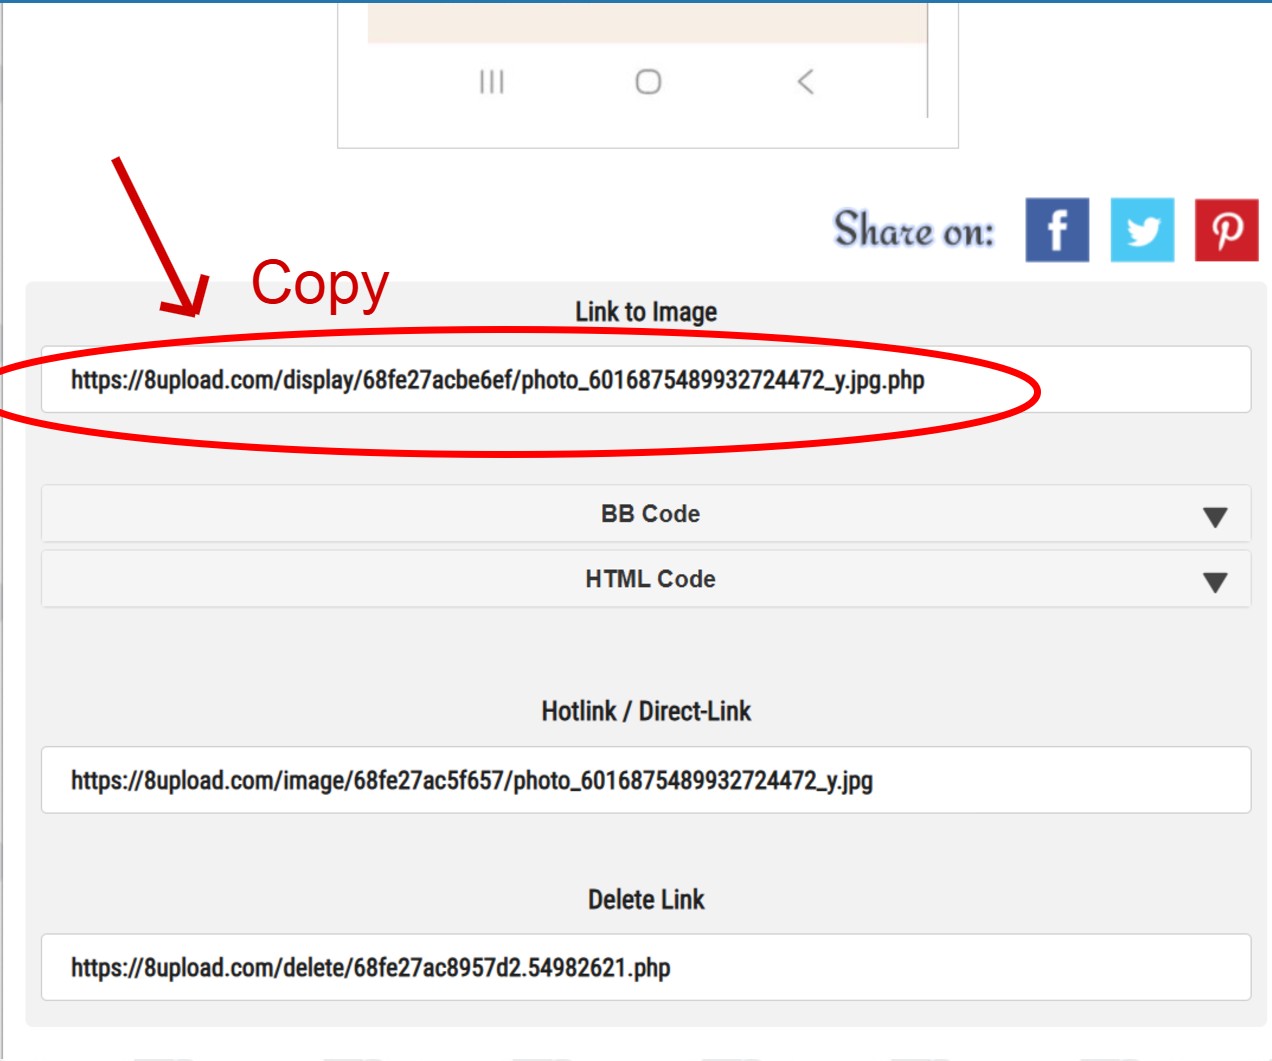 Share on:
Copy
Link to Image
https://8upload.com/display/68fe27acbe6ef/photo_6016875489932724472_y.jpg.php
BB Code
HTML Code
Hotlink / Direct-Link
https://8upload.com/image/68fe27ac5f657/photo_6016875489932724472_y.jpg
Delete Link
https://8upload.com/delete/68fe27ac8957d2.54982621.php